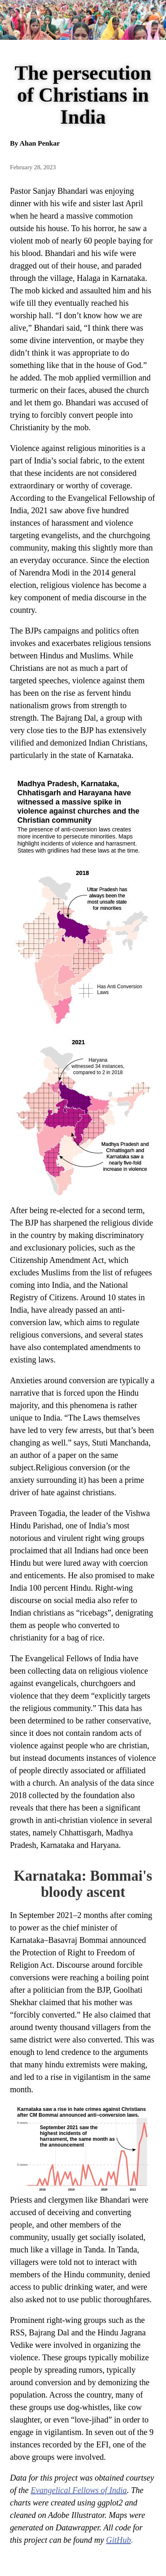 The persecution
of Christians in
India
By Ahan Penkar
February 28, 2023
Pastor Sanjay Bhandari was enjoying
dinner with his wife and sister last April
when he heard a massive commotion
outside his house. To his horror, he saw a
violent mob of nearly 60 people baying for
his blood. Bhandari and his wife were
dragged out of their house, and paraded
through the village, Halaga in Karnataka.
The mob kicked and assaulted him and his
wife till they eventually reached his
worship hall. “I don’t know how we are
alive,” Bhandari said, “I think there was
some divine intervention, or maybe they
didn’t think it was appropriate to do
something like that in the house of God.”
he added. The mob applied vermillion and
turmeric on their faces, abused the church
and let them go. Bhandari was accused of
trying to forcibly convert people into
Christianity by the mob.
Violence against religious minorities is a
part of India’s social fabric, to the extent
that these incidents are not considered
extraordinary or worthy of coverage.
According to the Evangelical Fellowship of
India, 2021 saw above five hundred
instances of harassment and violence
targeting evangelists, and the churchgoing
community, making this slightly more than
an everyday occurance. Since the election
of Narendra Modi in the 2014 general
election, religious violence has became a
key component of media discourse in the
country.
The BJPs campaigns and politics often
invokes and exacerbates religious tensions
between Hindus and Muslims. While
Christians are not as much a part of
targeted speeches, violence against them
has been on the rise as fervent hindu
nationalism grows from strength to
strength. The Bajrang Dal, a group with
very close ties to the BJP has extensively
vilified and demonized Indian Christians,
particularly in the state of Karnataka.
Madhya Pradesh, Karnataka,
Chhattisgarh and Harayana have
witnessed a massive spike in
violence against churches and the
Christian community
The presence of anti-coversion laws creates
more incentive to persecute minorities. Maps
highlight incidents of violence and harrasment.
States with gridlines had these laws at the time.
2018
Uttar Pradesh has
always been the
most unsafe state
for minorities
Has Anti Conversion
Laws
2021
Haryana
witnessed 34 instances,
compared to 2 in 2018
Madhya Pradesh and
Chhattisgarh and
Karnataka saw a
nearly five-fold
increase in violence
After being re-elected for a second term,
The BJP has sharpened the religious divide
in the country by making discriminatory
and exclusionary policies, such as the
Citizenship Amendment Act, which
excludes Muslims from the list of refugees
coming into India, and the National
Registry of Citizens. Around 10 states in
India, have already passed an anti-
conversion law, which aims to regulate
religious conversions, and several states
have also contemplated amendments to
existing laws.
Anxieties around conversion are typically a
narrative that is forced upon the Hindu
majority, and this phenomena is rather
unique to India. "The Laws themselves
have led to very few arrests, but that’s been
changing as well.” says, Stuti Manchanda,
an author of a paper on the same
subject.Religious conversion (or the
anxiety surrounding it) has been a prime
driver of hate against christians.
Praveen Togadia, the leader of the Vishwa
Hindu Parishad, one of India’s most
notorious and virulent right wing groups
proclaimed that all Indians had once been
Hindu but were lured away with coercion
and enticements. He also promised to make
India 100 percent Hindu. Right-wing
discourse on social media also refer to
Indian christians as “ricebags”, denigrating
them as people who converted to
christianity for a bag of rice.
The Evangelical Fellows of India have
been collecting data on religious violence
against evangelicals, churchgoers and
violence that they deem “explicitly targets
the religious community.” This data has
been determined to be rather conservative,
since it does not contain random acts of
violence against people who are christian,
but instead documents instances of violence
of people directly associated or affiliated
with a church. An analysis of the data since
2018 collected by the foundation also
reveals that there has been a significant
growth in anti-christian violence in several
states, namely Chhattisgarh, Madhya
Pradesh, Karnataka and Haryana.
Karnataka: Bommai's
bloody ascent
In September 2021–2 months after coming
to power as the chief minister of
Karnataka–Basavraj Bommai announced
the Protection of Right to Freedom of
Religion Act. Discourse around forcible
conversions were reaching a boiling point
after a politician from the BJP, Goolhati
Shekhar claimed that his mother was
“forcibly converted.” He also claimed that
around twenty thousand villagers from the
same district were also converted. This was
enough to lend credence to the arguments
that many hindu extremists were making,
and led to a rise in vigilantism in the same
month.
Karnataka saw a rise in hate crimes against Christians
after CM Bommai announced anti-conversion laws.
September 2021 saw the
highest incidents of
harrasment, the same month as
the announcement
2018 2019 2020 2021
Priests and clergymen like Bhandari were
accused of deceiving and converting
people, and other members of the
community, usually get socially isolated,
much like a village in Tanda. In Tanda,
villagers were told not to interact with
members of the Hindu community, denied
access to public drinking water, and were
also asked not to use public thoroughfares.
Prominent right-wing groups such as the
RSS, Bajrang Dal and the Hindu Jagrana
Vedike were involved in organizing the
violence. These groups typically mobilize
people by spreading rumors, typically
around conversion and by demonizing the
population. Across the country, many of
these groups use dog-whistles, like cow
slaughter, or even “love-jihad” in order to
engage in vigilantism. In seven out of the 9
instances recorded by the EFI, one of the
above groups were involved.
Data for this project was obtained courtesy
of the Evangelical Fellows of India. The
charts were created using ggplot2 and
cleaned on Adobe Illustrator. Maps were
generated on Datawrapper. All code for
this project can be found my GitHub.